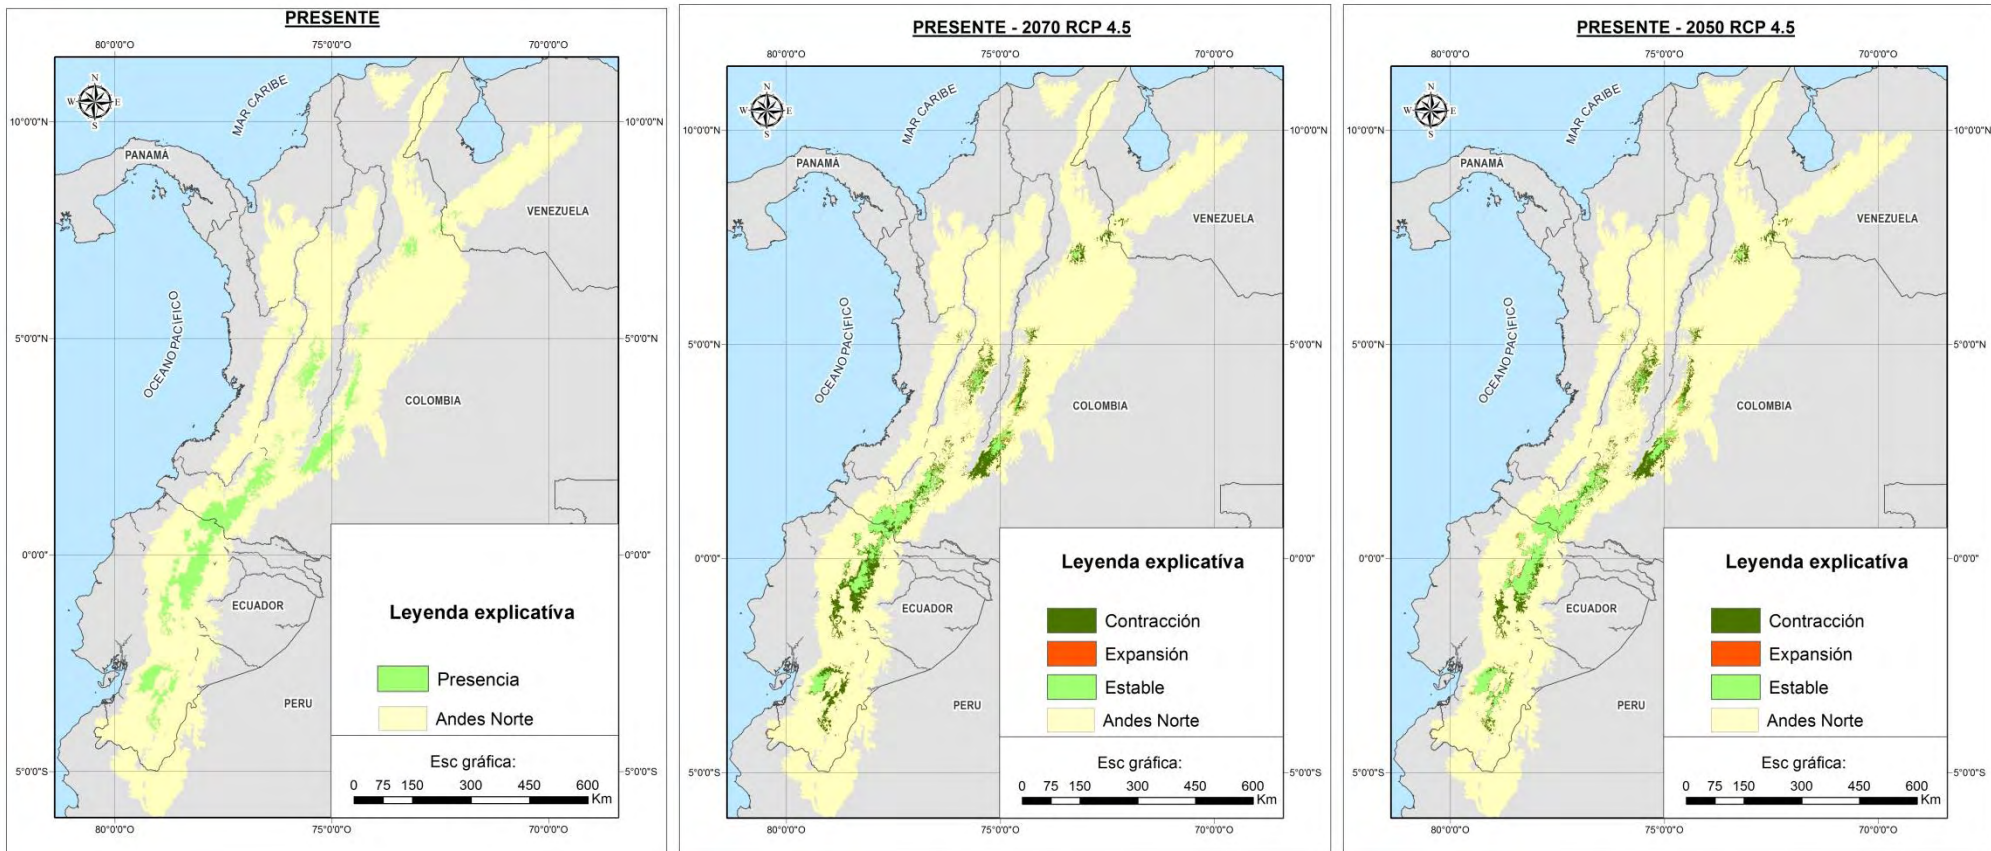 PRESENTE
80°0'0"O 75°0'0"O 70°0'0"O
N
W E
S
MAR CARIBE
10°0'0"N 10°0'0"N
PANAMÁ
VENEZUELA
OCEANO PACÍFICO
5°0'0"N 5°0'0"N
COLOMBIA
0°0'0" 0°0'0"
ECUADOR
PERU
5°0'0"S 5°0'0"S
Leyenda explicatíva
Presencia
Andes Norte
Esc gráfica:
0 75 150 300 450 600
Km
80°0'0"O 75°0'0"O 70°0'0"O
PRESENTE - 2070 RCP 4.5
80°0'0"O 75°0'0"O 70°0'0"O
N
W E
S
MAR CARIBE
10°0'0"N 10°0'0"N
PANAMÁ
VENEZUELA
OCEANO PACÍFICO
5°0'0"N 5°0'0"N
COLOMBIA
0°0'0" 0°0'0"
ECUADOR
PERU
5°0'0"S 5°0'0"S
Leyenda explicatíva
Contracción
Expansión
Estable
Andes Norte
Esc gráfica:
0 75 150 300 450 600
Km
80°0'0"O 75°0'0"O 70°0'0"O
PRESENTE - 2050 RCP 4.5
80°0'0"O 75°0'0"O 70°0'0"O
N
W E
S
MAR CARIBE
10°0'0"N 10°0'0"N
PANAMÁ
VENEZUELA
OCEANO PACÍFICO
5°0'0"N 5°0'0"N
COLOMBIA
0°0'0" 0°0'0"
ECUADOR
PERU
5°0'0"S 5°0'0"S
Leyenda explicatíva
Contracción
Expansión
Estable
Andes Norte
Esc gráfica:
0 75 150 300 450 600
Km
80°0'0"O 75°0'0"O 70°0'0"O